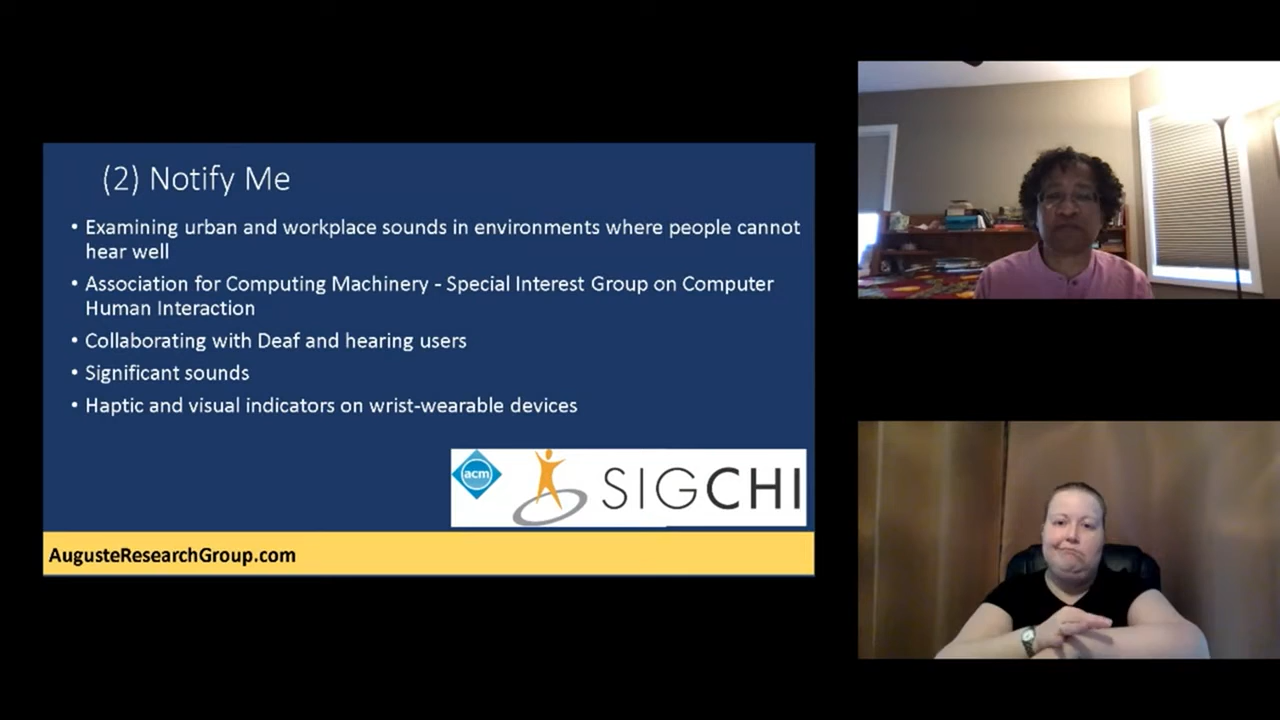 (2) Notify Me
• Examining urban and workplace sounds in environments where people cannot
hear well
• Association for Computing Machinery - Special Interest Group on Computer
Human Interaction
• Collaborating with Deaf and hearing users
• Significant sounds
• Haptic and visual indicators on wrist-wearable devices
acm
SIGCHI
AugusteResearchGroup.com